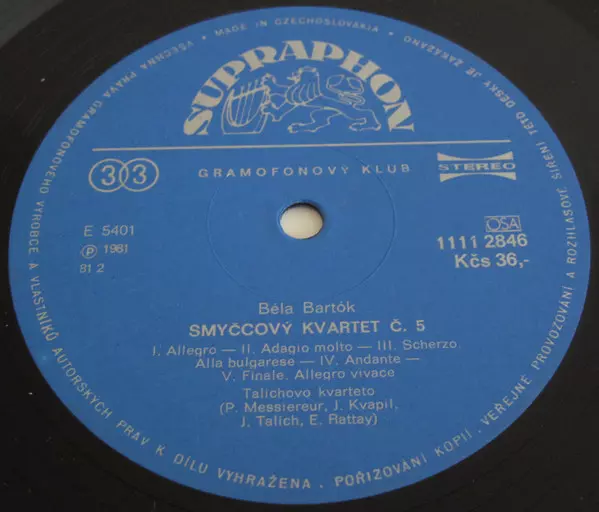 MADE IN CZECHOSLOVAKIA
VŠECHNA PRÁVA GRAMOFONOVÉHO VÝROBCE A VLASTNÍKŮ AUTORSKÝCH PRÁV K DÍLU VYHRAŽENA. POŘIZOVÁNÍ KOPIÍ, VEŘEJNÉ PROVOZOVÁNÍ A ROZHLASOVÉ ŠÍŘENÍ TÉTO DESKY JE ZAKÁZÁNO
SUPRAPHON
33
GRAMOFONOVÝ KLUB
STEREO
E 5401
Ⓟ 1981
81 2
OSA
1111 2846
Kčs 36,-
Béla Bartók
SMYČCOVÝ KVARTET Č. 5
I. Allegro — II. Adagio molto — III. Scherzo.
Alla bulgarese — IV. Andante —
V. Finale. Allegro vivace
Talichovo kvarteto
(P. Messiereur, J. Kvapil,
J. Talich, E. Rattay)